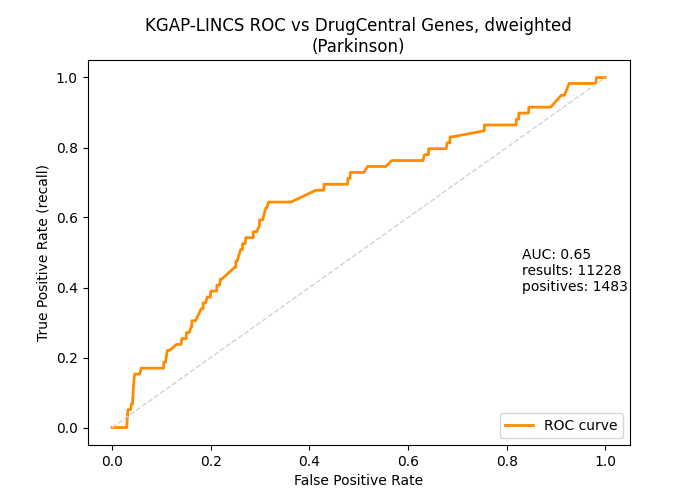 KGAP-LINCS ROC vs DrugCentral Genes, dweighted
(Parkinson)
True Positive Rate (recall)
1.0
0.8
0.6
0.4
0.2
0.0
AUC: 0.65
results: 11228
positives: 1483
ROC curve
0.0 0.2 0.4 0.6 0.8 1.0
False Positive Rate